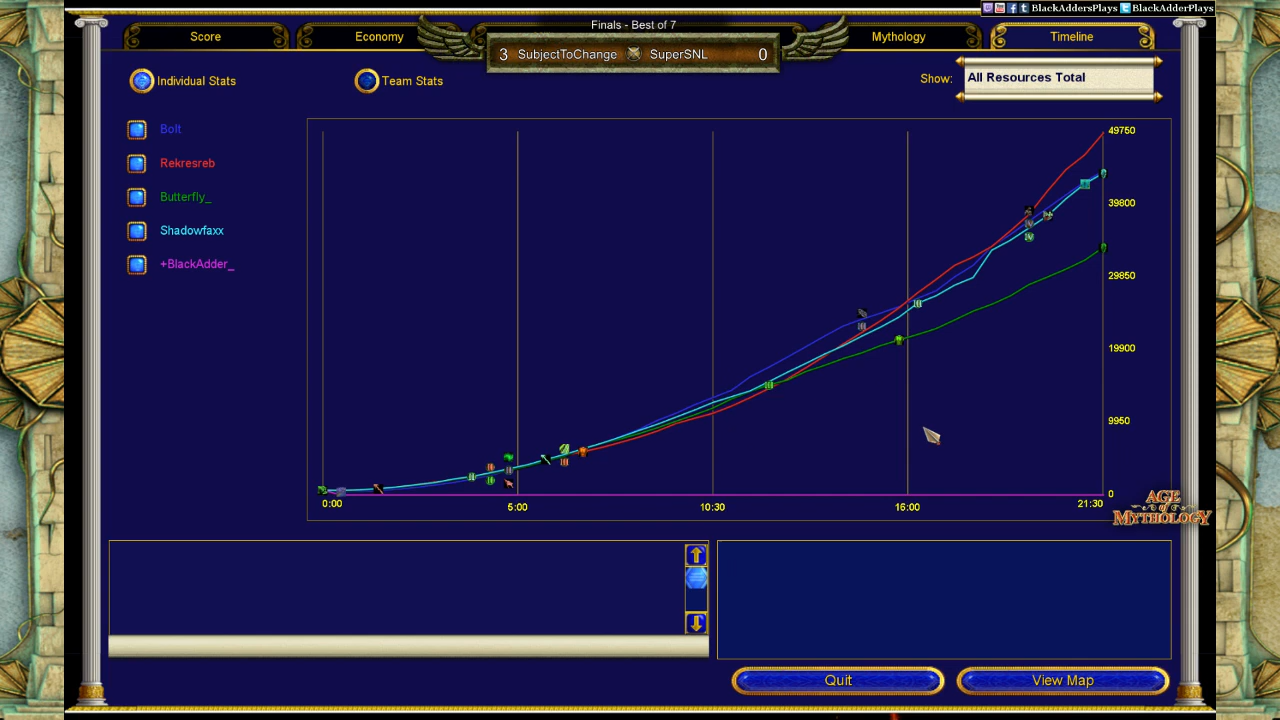 BlackAddersPlays BlackAdderPlays
Finals - Best of 7
Score Economy Mythology Timeline
3 SubjectToChange SuperSNL 0
Individual Stats Team Stats Show: All Resources Total
Bolt
Rekresreb
Butterfly_
Shadowfaxx
+BlackAdder_
49750
39800
29850
19900
9950
0
0:00 5:00 10:30 16:00 21:30
AGE of MYTHOLOGY
Quit View Map